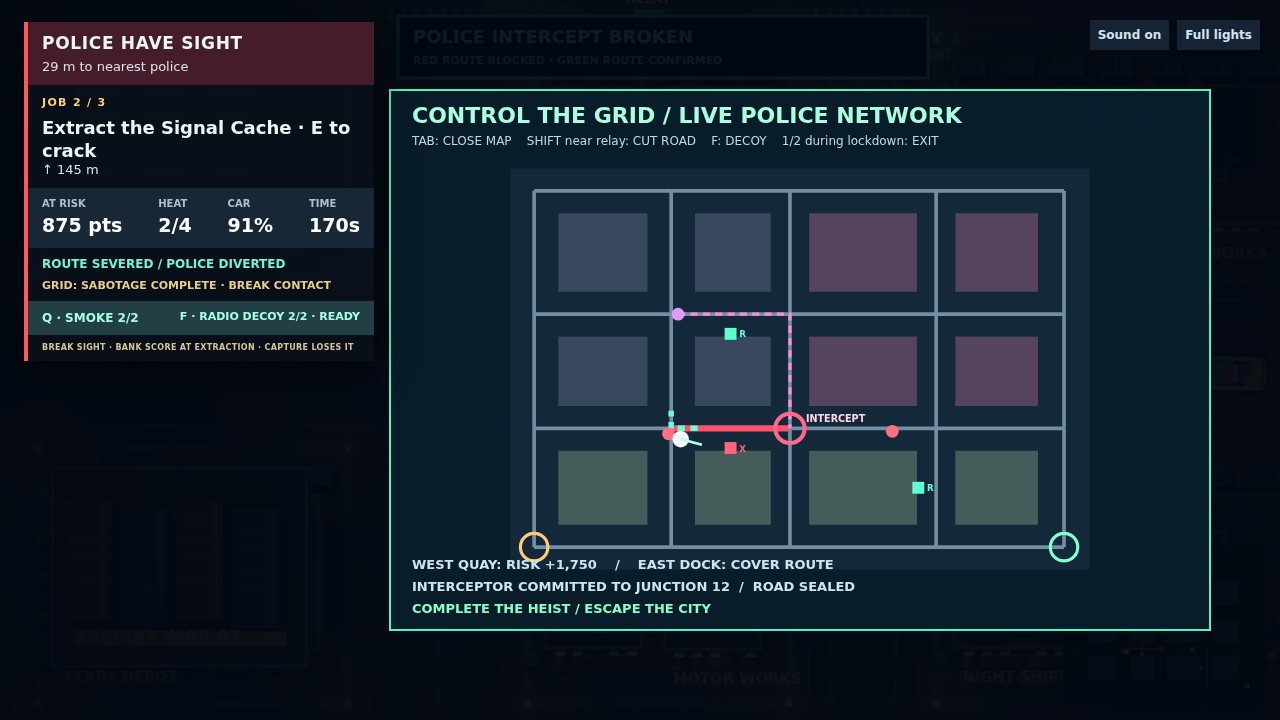 POLICE HAVE SIGHT
29 m to nearest police
JOB 2 / 3
Extract the Signal Cache · E to
crack
↑ 145 m
AT RISK HEAT CAR TIME
875 pts 2/4 91% 170s
ROUTE SEVERED / POLICE DIVERTED
GRID: SABOTAGE COMPLETE · BREAK CONTACT
Q · SMOKE 2/2 F · RADIO DECOY 2/2 · READY
BREAK SIGHT · BANK SCORE AT EXTRACTION · CAPTURE LOSES IT
POLICE INTERCEPT BROKEN
RED ROUTE BLOCKED · GREEN ROUTE CONFIRMED
Sound on
Full lights
CONTROL THE GRID / LIVE POLICE NETWORK
TAB: CLOSE MAP SHIFT near relay: CUT ROAD F: DECOY 1/2 during lockdown: EXIT
R
INTERCEPT
X
R
WEST QUAY: RISK +1,750 / EAST DOCK: COVER ROUTE
INTERCEPTOR COMMITTED TO JUNCTION 12 / ROAD SEALED
COMPLETE THE HEIST / ESCAPE THE CITY
FREIGHT YARD 07
FERRY DEPOT
MOTOR WORKS
NIGHT SHIFT